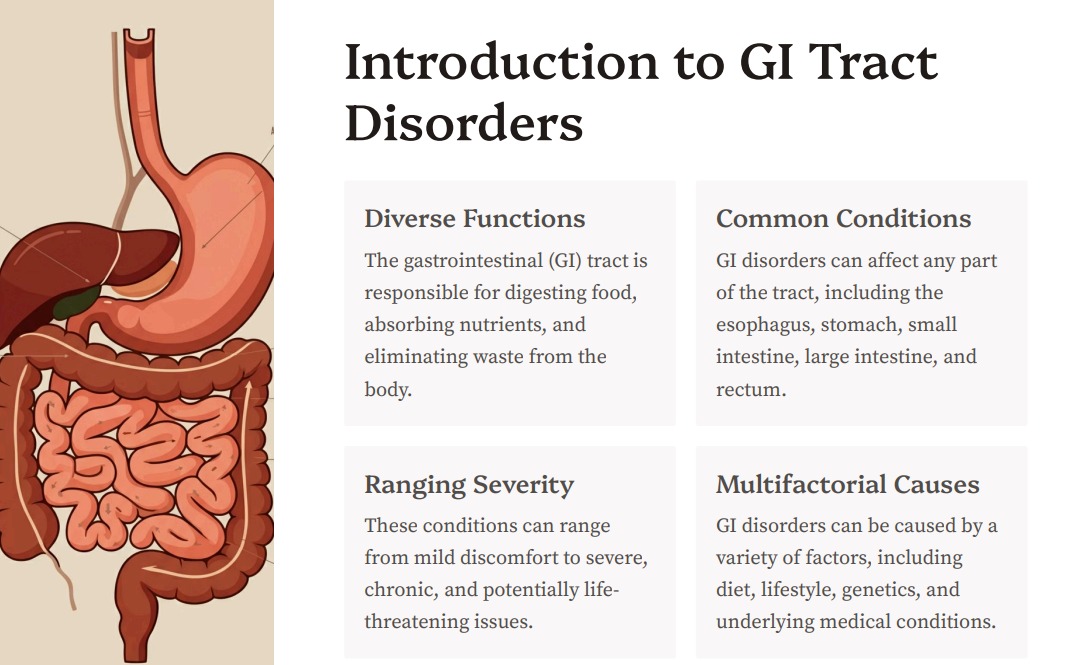 Introduction to GI Tract
Disorders
Diverse Functions
The gastrointestinal (GI) tract is
responsible for digesting food,
absorbing nutrients, and
eliminating waste from the
body.
Common Conditions
GI disorders can affect any part
of the tract, including the
esophagus, stomach, small
intestine, large intestine, and
rectum.
Ranging Severity
These conditions can range
from mild discomfort to severe,
chronic, and potentially life-
threatening issues.
Multifactorial Causes
GI disorders can be caused by a
variety of factors, including
diet, lifestyle, genetics, and
underlying medical conditions.